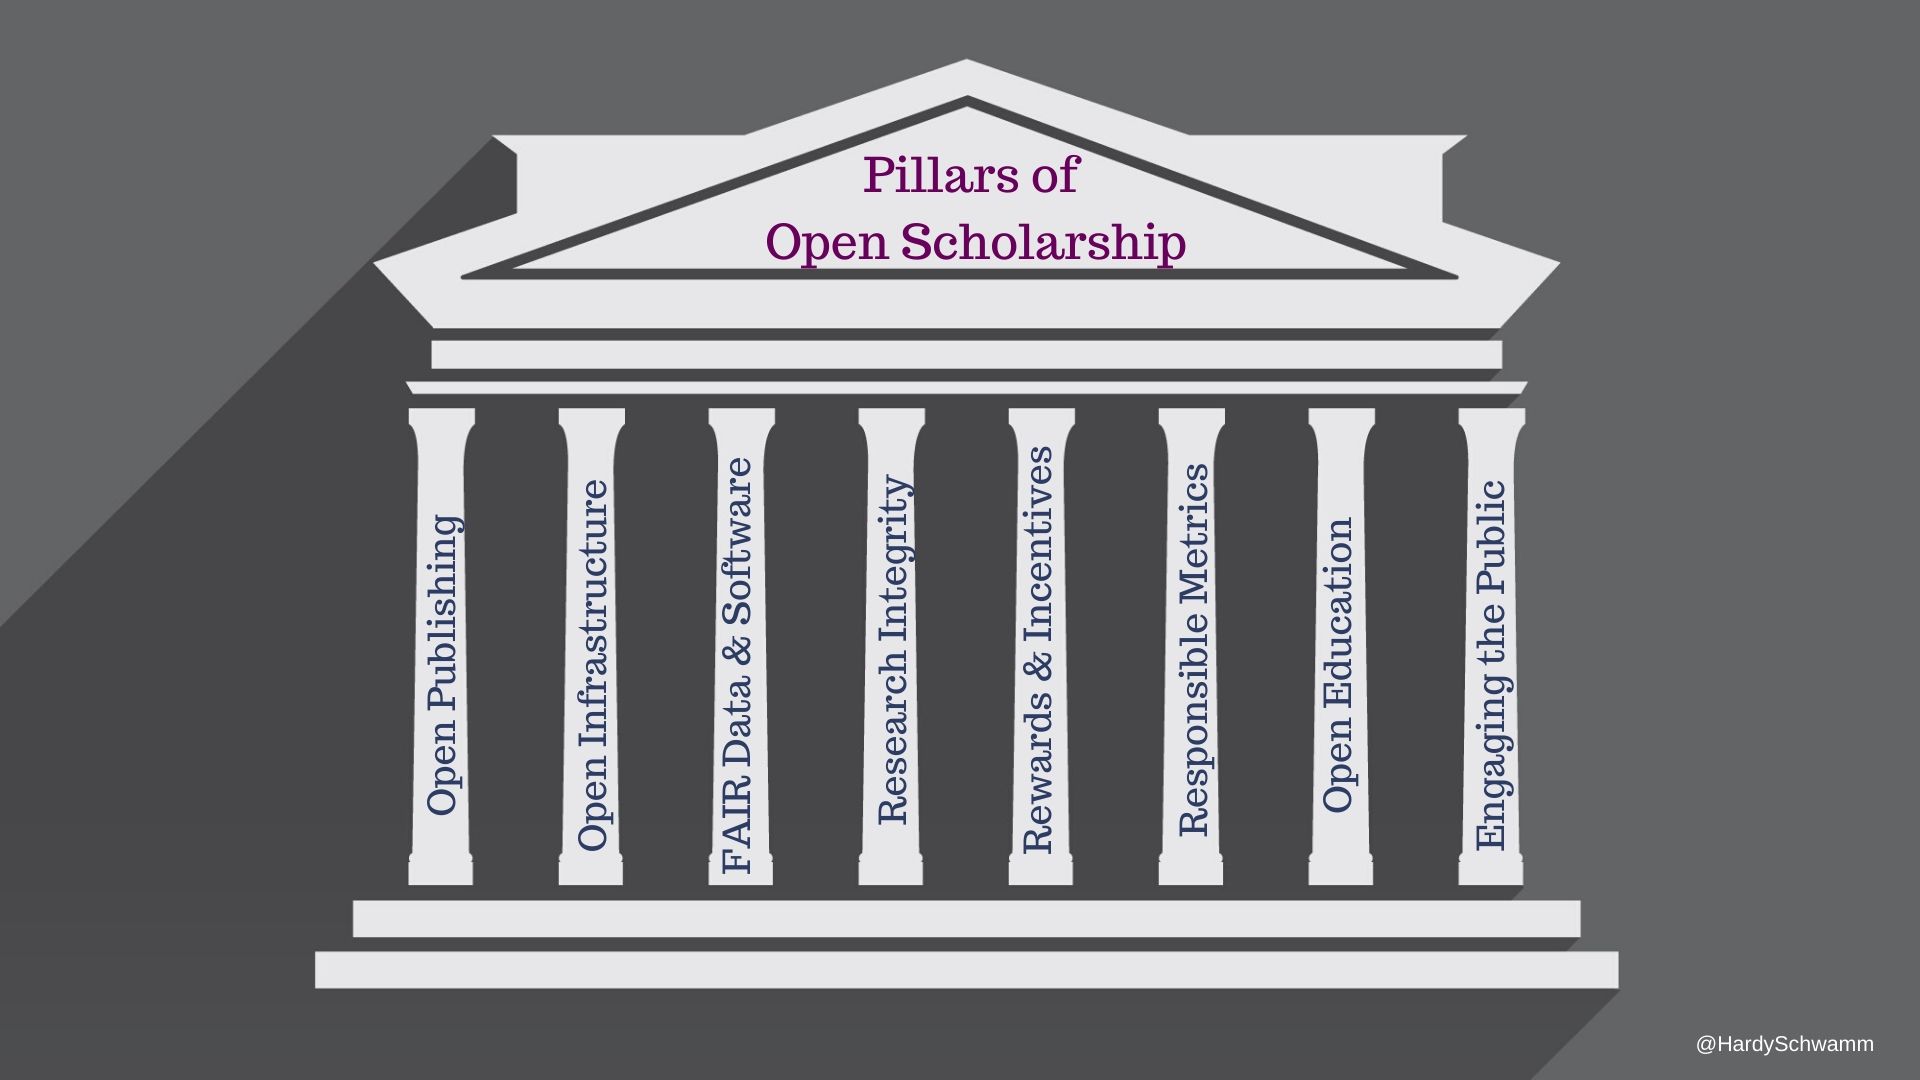 Pillars of
Open Scholarship
Open Publishing
Open Infrastructure
FAIR Data & Software
Research Integrity
Rewards & Incentives
Responsible Metrics
Open Education
Engaging the Public
@HardySchwamm